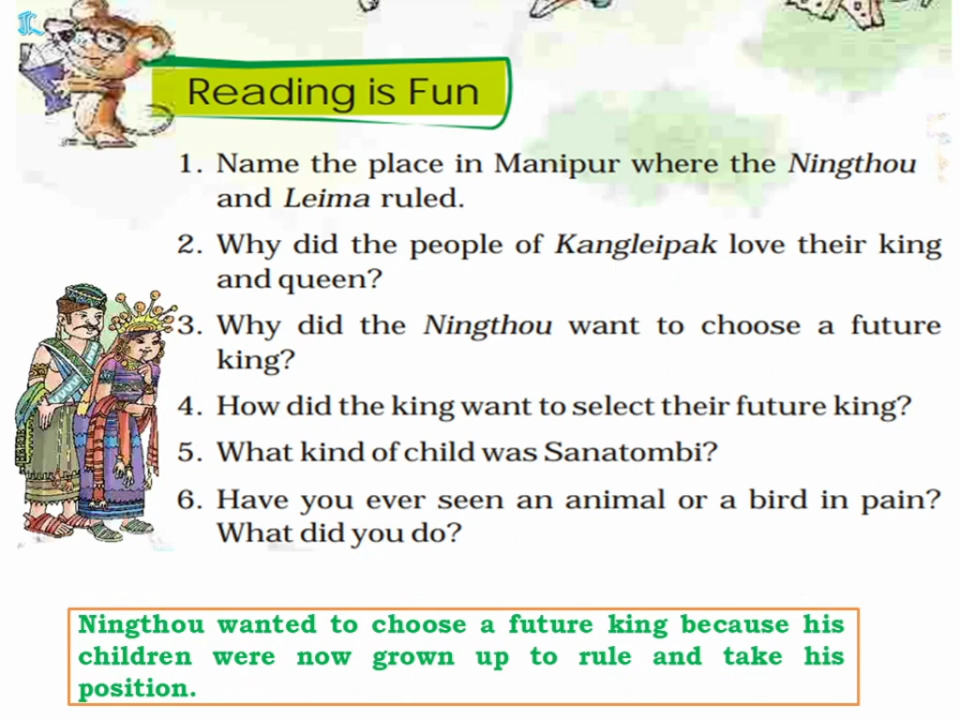 Reading is Fun
1. Name the place in Manipur where the Ningthou
and Leima ruled.
2. Why did the people of Kangleipak love their king
and queen?
3. Why did the Ningthou want to choose a future
king?
4. How did the king want to select their future king?
5. What kind of child was Sanatombi?
6. Have you ever seen an animal or a bird in pain?
What did you do?
Ningthou wanted to choose a future king because his
children were now grown up to rule and take his
position.